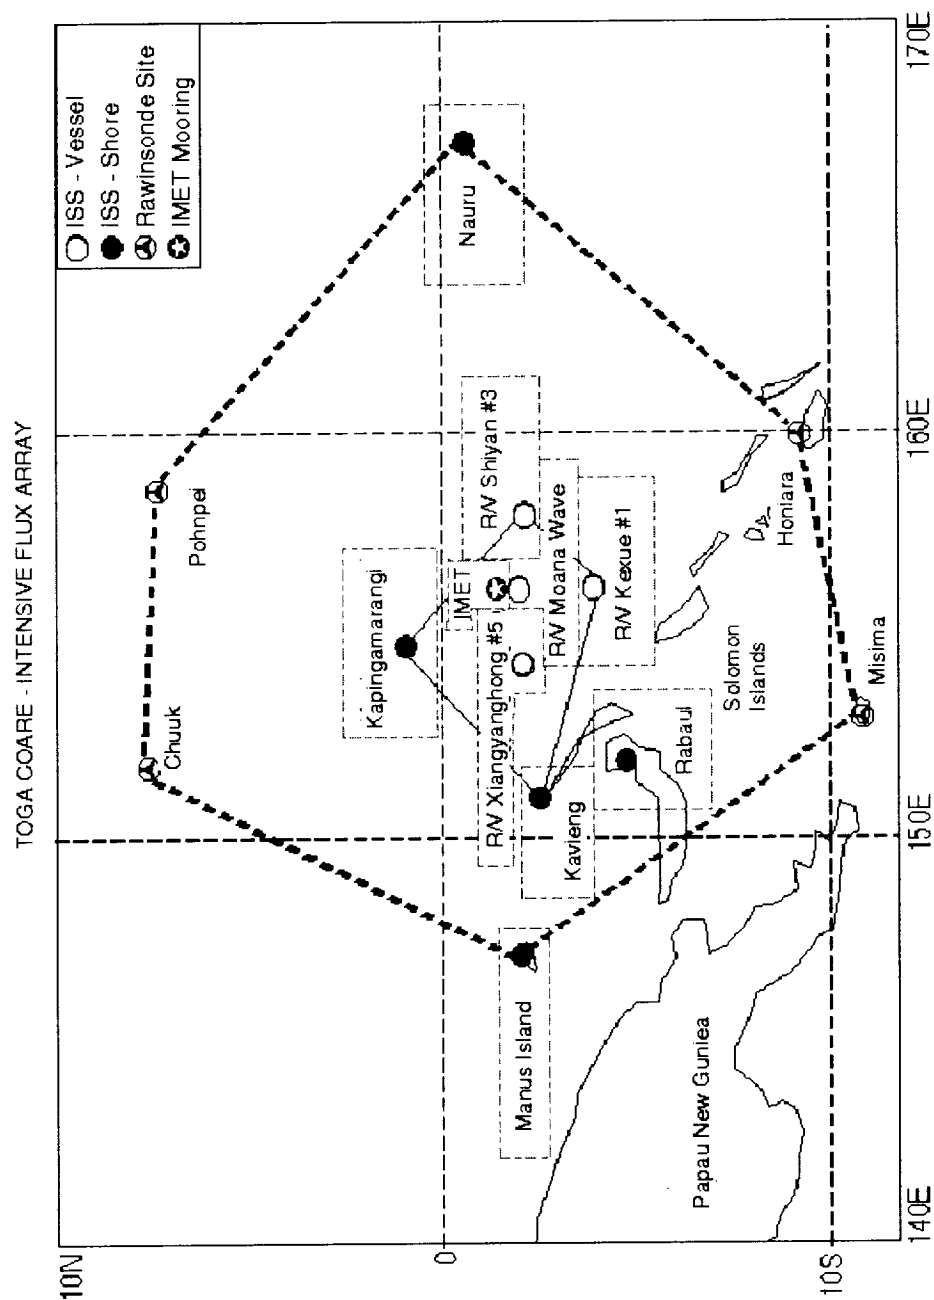 TOGA COARE - INTENSIVE FLUX ARRAY
ISS - Vessel
ISS - Shore
Rawinsonde Site
IMET Mooring
10N
0
10S
140E
150E
160E
170E
Chuuk
Pohnpel
Kapingamarangi
Nauru
IMET
R/V Shiyan #3
R/V Xiangyanghong #5
R/V Moana Wave
R/V Kexue #1
Manus Island
Kavieng
Rabaul
Solomon
Islands
Honiara
Misima
Papau New Guniea